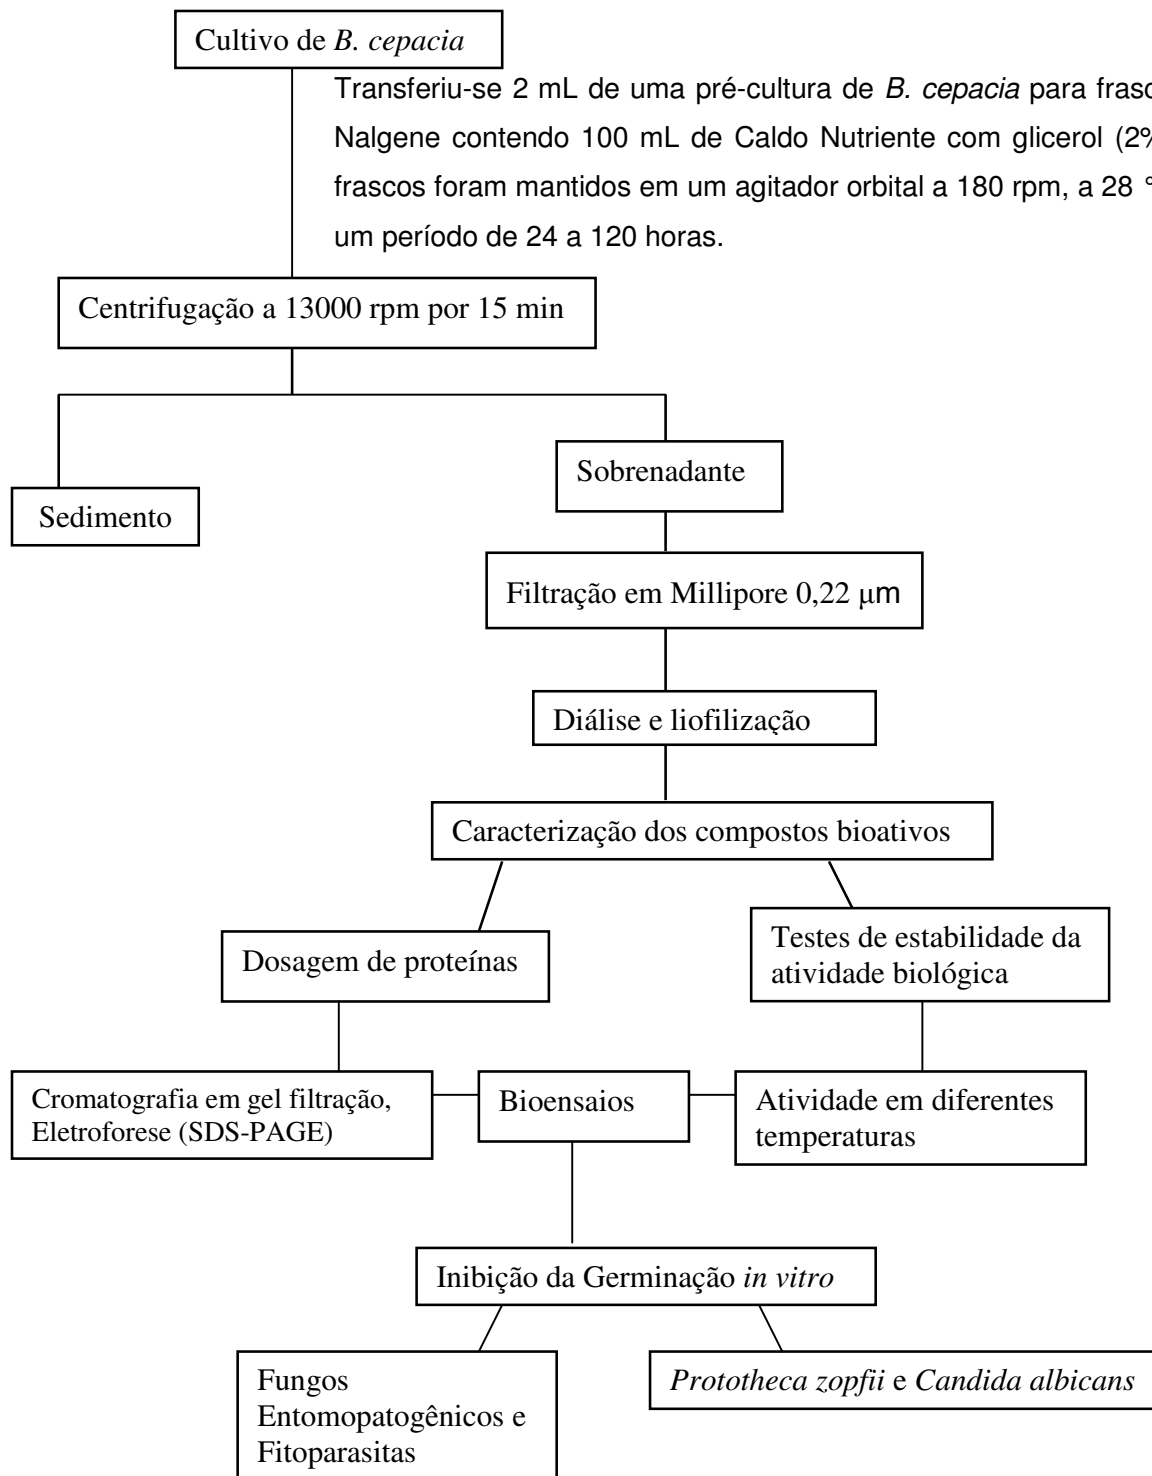 Cultivo de B. cepacia
Transferiu-se 2 mL de uma pré-cultura de B. cepacia para
Nalgene contendo 100 mL de Caldo Nutriente com glicerol (2%
frascos foram mantidos em um agitador orbital a 180 rpm, a 28 °
um período de 24 a 120 horas.
Centrifugação a 13000 rpm por 15 min
Sobrenadante
Sedimento
Filtração em Millipore 0,22 μm
Diálise e liofilização
Caracterização dos compostos bioativos
Dosagem de proteínas
Testes de estabilidade da
atividade biológica
Cromatografia em gel filtração,
Eletroforese (SDS-PAGE)
Bioensaios
Atividade em diferentes
temperaturas
Inibição da Germinação in vitro
Fungos
Entomopatogênicos e
Fitoparasitas
Prototheca zopfii e Candida albicans